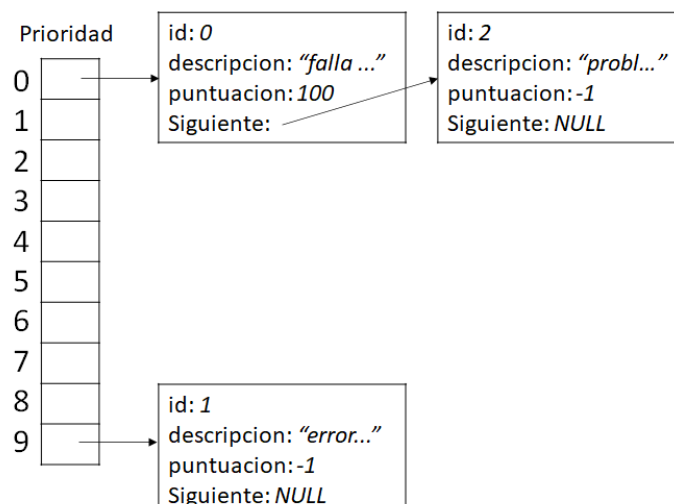 Prioridad
0
1
2
3
4
5
6
7
8
9
id: 0
descripcion: “falla ...”
puntuacion: 100
Siguiente:
id: 2
descripcion: “probl...”
puntuacion: -1
Siguiente: NULL
id: 1
descripcion: “error...”
puntuacion: -1
Siguiente: NULL